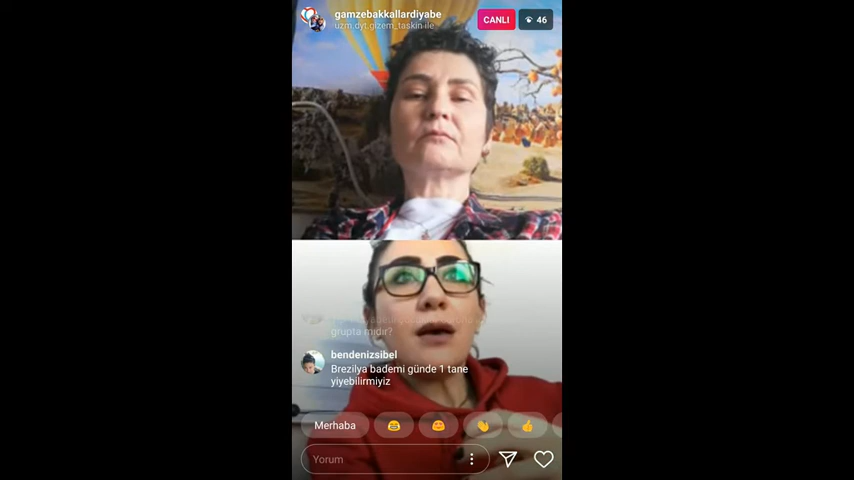 gamzebakkallardiyabe
uzm.dyt.gizem_taskin ile
CANLI
46
grupta mıdır?
bendenizsibel
Brezilya bademi günde 1 tane
yiyebilirmiyiz
Merhaba
Yorum